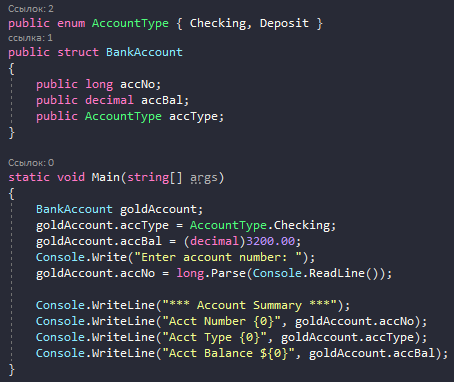 Ссылок: 2
public enum AccountType { Checking, Deposit }
ссылка: 1
public struct BankAccount
{
public long accNo;
public decimal accBal;
public AccountType accType;
}
Ссылок: 0
static void Main(string[] args)
{
BankAccount goldAccount;
goldAccount.accType = AccountType.Checking;
goldAccount.accBal = (decimal)3200.00;
Console.Write("Enter account number: ");
goldAccount.accNo = long.Parse(Console.ReadLine());
Console.WriteLine("*** Account Summary ***");
Console.WriteLine("Acct Number {0}", goldAccount.accNo);
Console.WriteLine("Acct Type {0}", goldAccount.accType);
Console.WriteLine("Acct Balance ${0}", goldAccount.accBal);
}